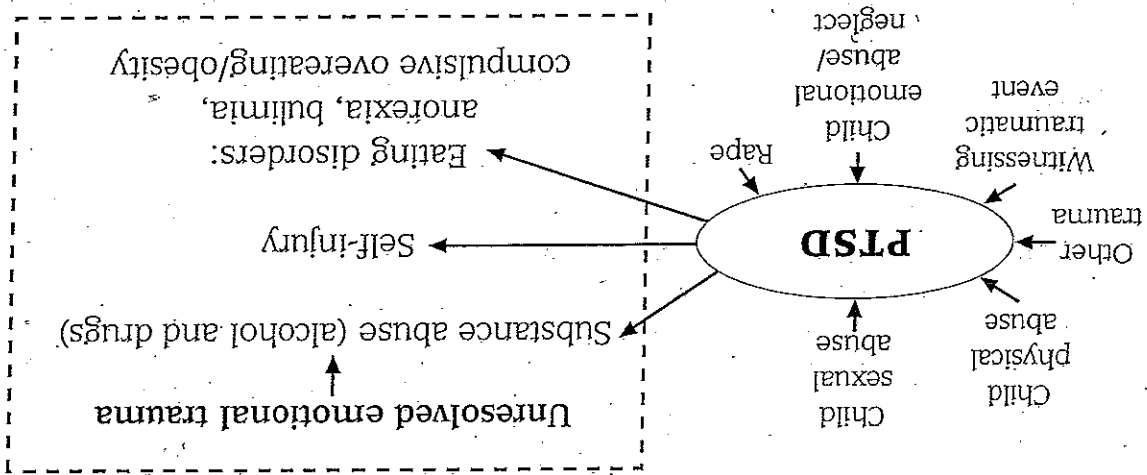 Unresolved emotional trauma
Substance abuse (alcohol and drugs)
Self-injury
Eating disorders:
anorexia, bulimia,
compulsive overeating/obesity
Child
physical
abuse
Child
sexual
abuse
Other
trauma
PTSD
Witnessing
traumatic
event
Child
emotional
abuse/
neglect
Rape